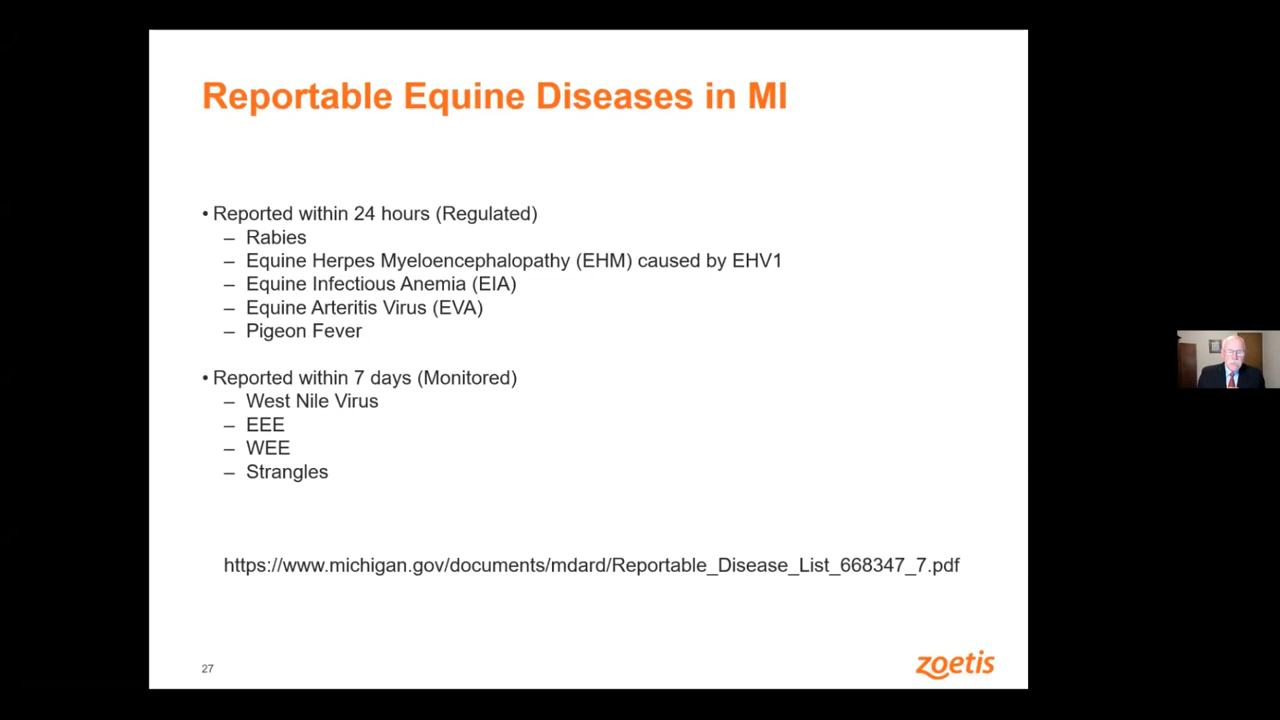 Reportable Equine Diseases in MI
• Reported within 24 hours (Regulated)
– Rabies
– Equine Herpes Myeloencephalopathy (EHM) caused by EHV1
– Equine Infectious Anemia (EIA)
– Equine Arteritis Virus (EVA)
– Pigeon Fever
• Reported within 7 days (Monitored)
– West Nile Virus
– EEE
– WEE
– Strangles
https://www.michigan.gov/documents/mdard/Reportable_Disease_List_668347_7.pdf
27
zoetis